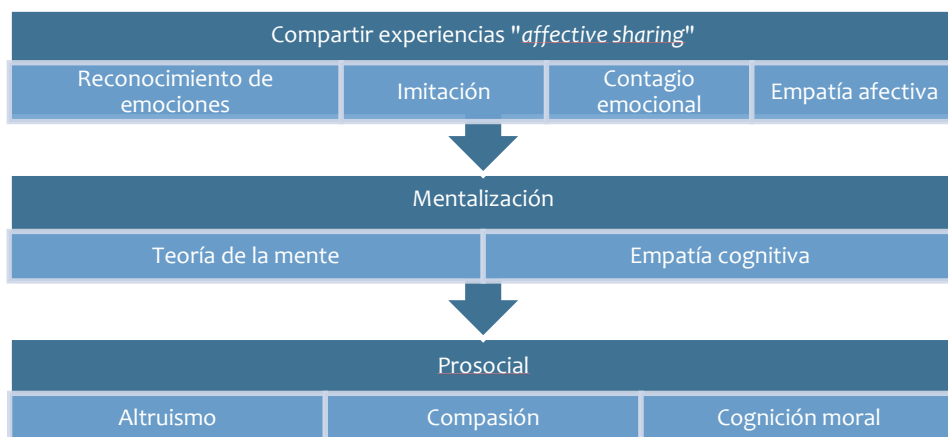 Compartir experiencias "affective sharing"
Reconocimiento de
emociones
Imitación
Contagio
emocional
Empatía afectiva
Mentalización
Teoría de la mente
Empatía cognitiva
Prosocial
Altruismo
Compasión
Cognición moral